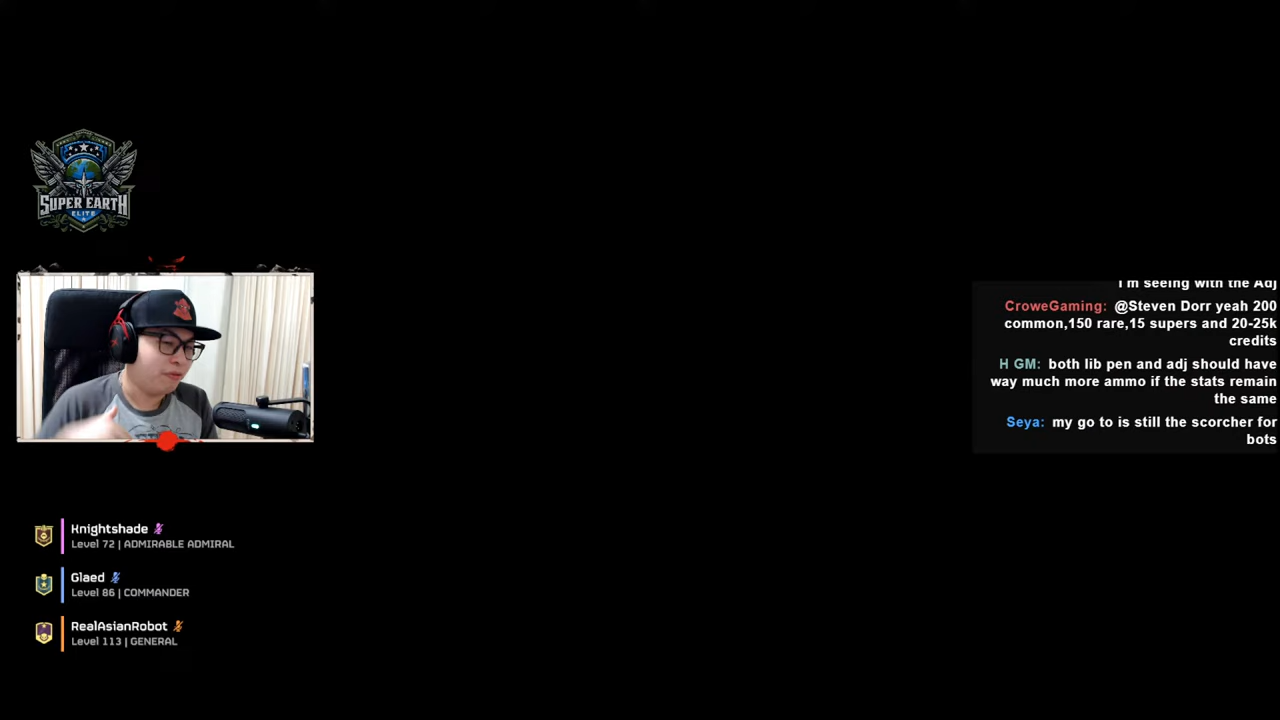 SUPER EARTH
ELITE
I'm seeing with the Adj
CroweGaming: @Steven Dorr yeah 200
common,150 rare,15 supers and 20-25k
credits
H GM: both lib pen and adj should have
way much more ammo if the stats remain
the same
Seya: my go to is still the scorcher for
bots
Knightshade
Level 72 | ADMIRABLE ADMIRAL
Glaed
Level 86 | COMMANDER
RealAsianRobot
Level 113 | GENERAL